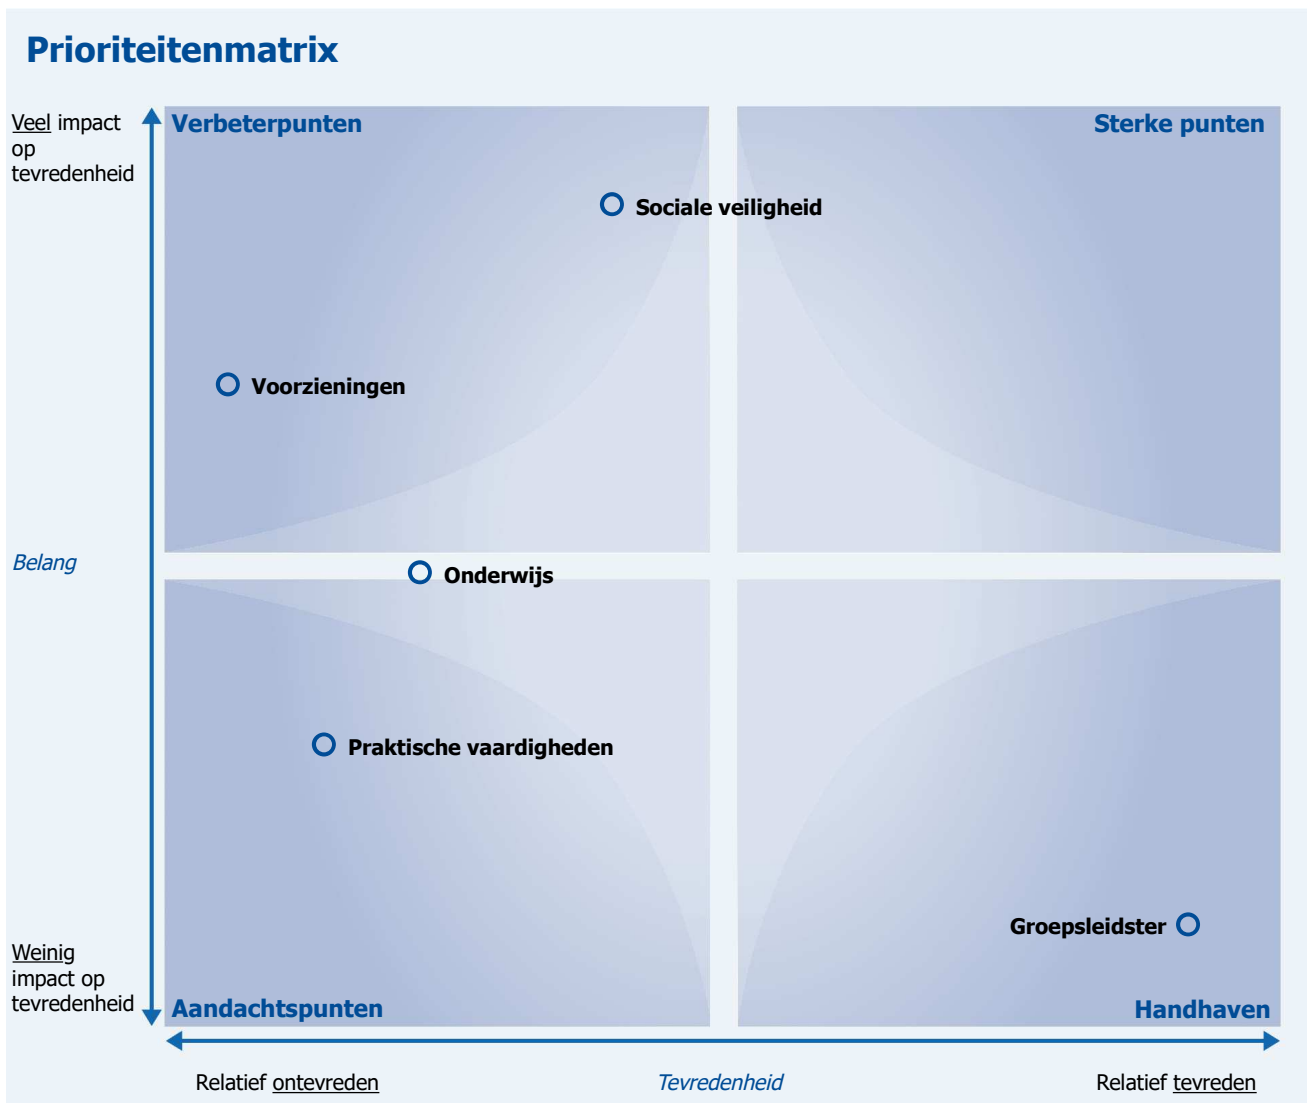 Prioriteitenmatrix
Veel impact
op
tevredenheid
Verbeterpunten
Sterke punten
Sociale veiligheid
Voorzieningen
Belang
Onderwijs
Praktische vaardigheden
Groepsleidster
Weinig
impact op
tevredenheid
Aandachtspunten
Handhaven
Relatief ontevreden
Tevredenheid
Relatief tevreden